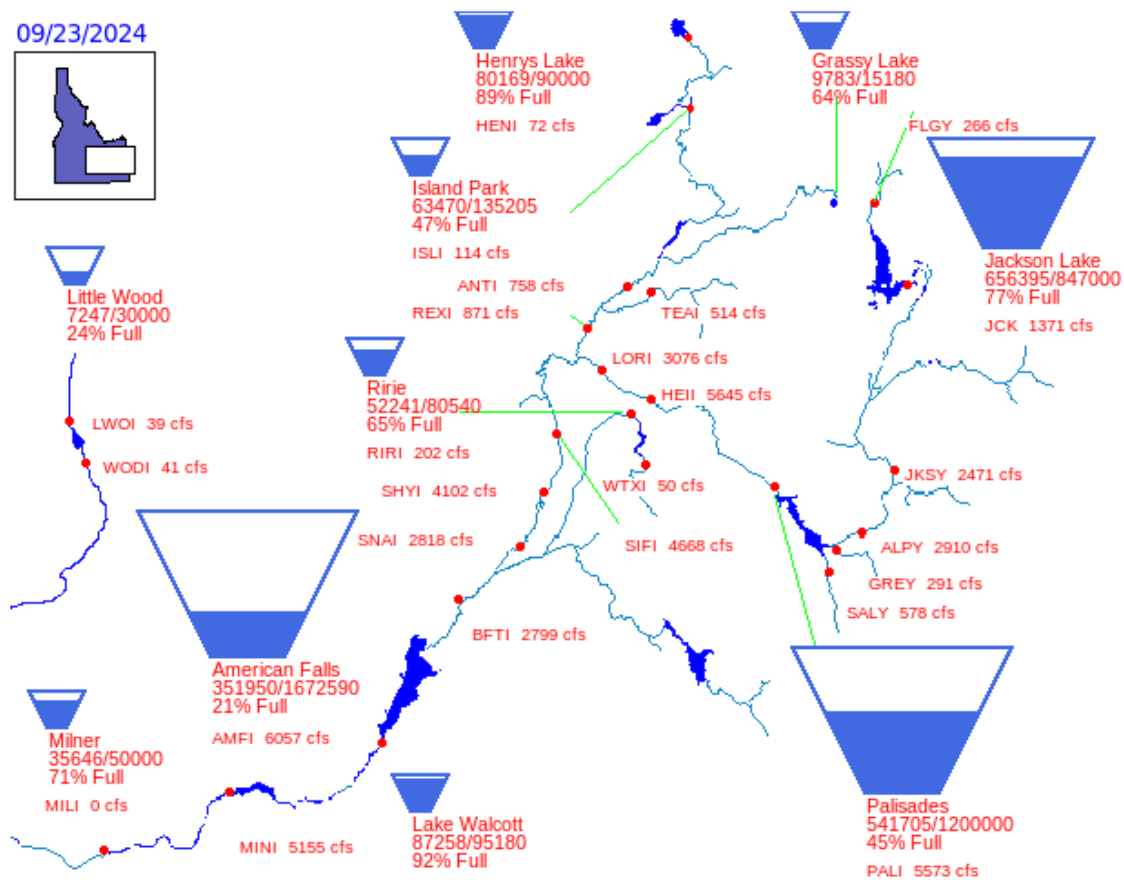 09/23/2024
Henrys Lake
80169/90000
89% Full
HENI 72 cfs
Grassy Lake
9783/15180
64% Full
FLGY 266 cfs
Island Park
63470/135205
47% Full
ISLI 114 cfs
Jackson Lake
656395/847000
77% Full
JCK 1371 cfs
Little Wood
7247/30000
24% Full
ANTI 758 cfs
REXI 871 cfs
TEAI 514 cfs
LORI 3076 cfs
HEII 5645 cfs
Ririe
52241/80540
65% Full
RIRI 202 cfs
LWOI 39 cfs
WODI 41 cfs
SHYI 4102 cfs
WTXI 50 cfs
JKSY 2471 cfs
SNAI 2818 cfs
SIFI 4668 cfs
ALPY 2910 cfs
GREY 291 cfs
SALY 578 cfs
BFTI 2799 cfs
American Falls
351950/1672590
21% Full
AMFI 6057 cfs
Milner
35646/50000
71% Full
MILI 0 cfs
MINI 5155 cfs
Lake Walcott
87258/95180
92% Full
Palisades
541705/1200000
45% Full
PALI 5573 cfs